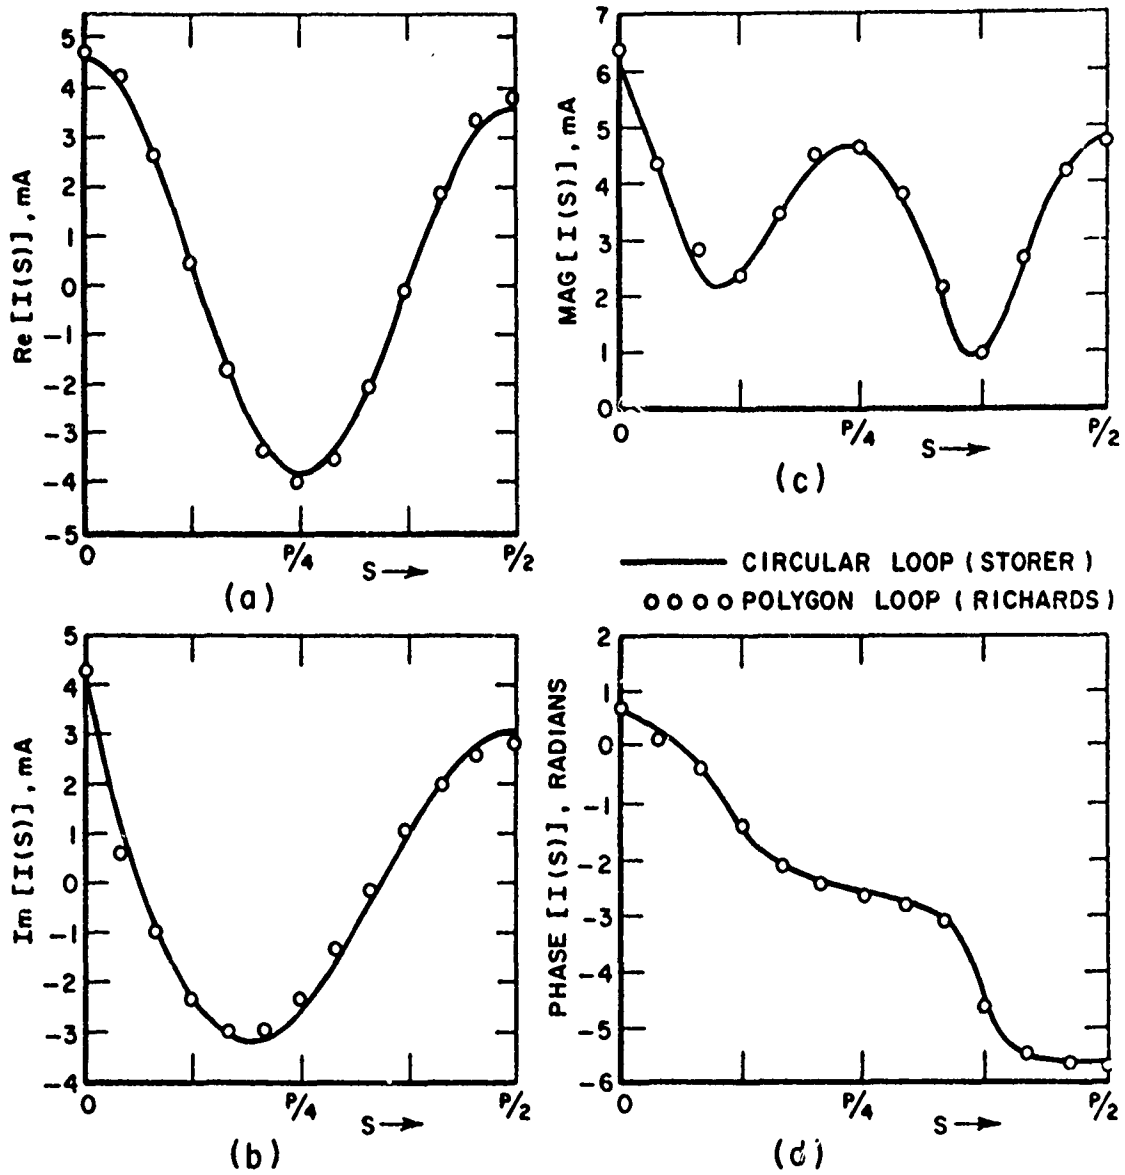 5
4
3
2
1
0
-1
-2
-3
-4
-5
Re [I(S)], mA
0
P/4
P/2
S
(a)
7
6
5
4
3
2
1
0
MAG [I(S)], mA
0
P/4
P/2
S
(c)
CIRCULAR LOOP (STORER)
POLYGON LOOP (RICHARDS)
5
4
3
2
1
0
-1
-2
-3
-4
Im [I(S)], mA
0
P/4
P/2
S
(b)
2
1
0
-1
-2
-3
-4
-5
-6
PHASE [I(S)], RADIANS
0
P/4
P/2
S
(d)